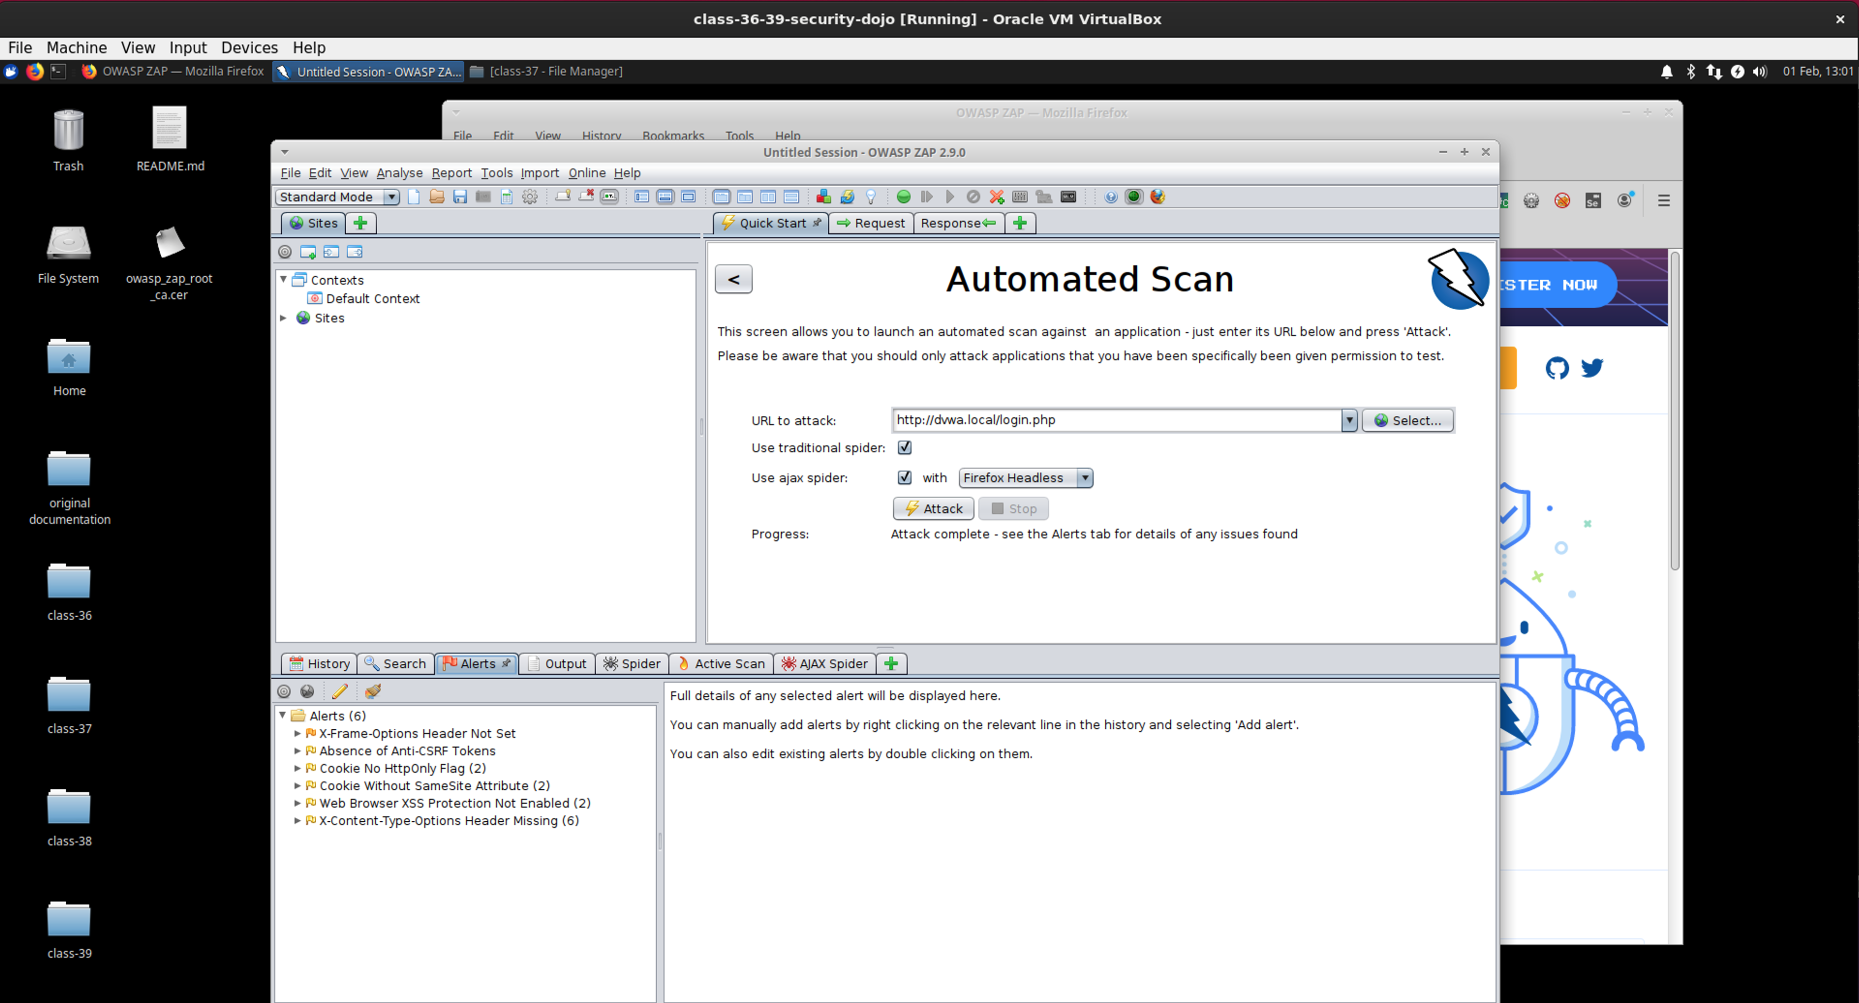 class-36-39-security-dojo [Running] - Oracle VM VirtualBox
File Machine View Input Devices Help
OWASP ZAP — Mozilla Firefox
Untitled Session - OWASP ZA...
[class-37 - File Manager]
01 Feb, 13:01
Trash
README.md
File System
owasp_zap_root
_ca.cer
Home
original
documentation
class-36
class-37
class-38
class-39
OWASP ZAP — Mozilla Firefox
File Edit View History Bookmarks Tools Help
Untitled Session - OWASP ZAP 2.9.0
File Edit View Analyse Report Tools Import Online Help
Standard Mode
Sites
Quick Start
Request
Response
Contexts
Default Context
Sites
<
Automated Scan
This screen allows you to launch an automated scan against an application - just enter its URL below and press 'Attack'.
Please be aware that you should only attack applications that you have been specifically been given permission to test.
URL to attack: http://dvwa.local/login.php Select...
Use traditional spider:
Use ajax spider: with Firefox Headless
Attack Stop
Progress: Attack complete - see the Alerts tab for details of any issues found
Se
ISTER NOW
History Search Alerts Output Spider Active Scan AJAX Spider
Alerts (6)
X-Frame-Options Header Not Set
Absence of Anti-CSRF Tokens
Cookie No HttpOnly Flag (2)
Cookie Without SameSite Attribute (2)
Web Browser XSS Protection Not Enabled (2)
X-Content-Type-Options Header Missing (6)
Full details of any selected alert will be displayed here.
You can manually add alerts by right clicking on the relevant line in the history and selecting 'Add alert'.
You can also edit existing alerts by double clicking on them.